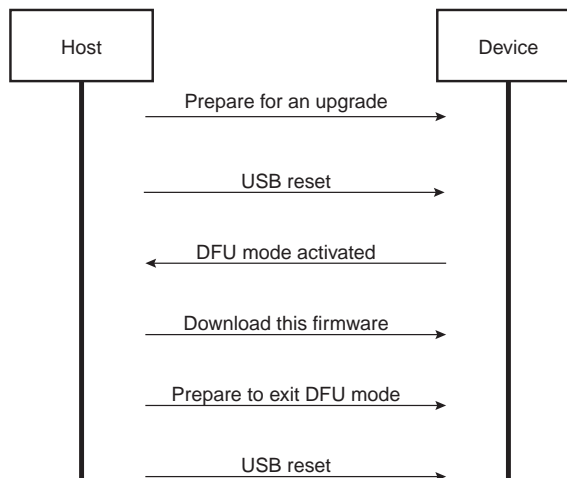 Host
Device
Prepare for an upgrade
USB reset
DFU mode activated
Download this firmware
Prepare to exit DFU mode
USB reset